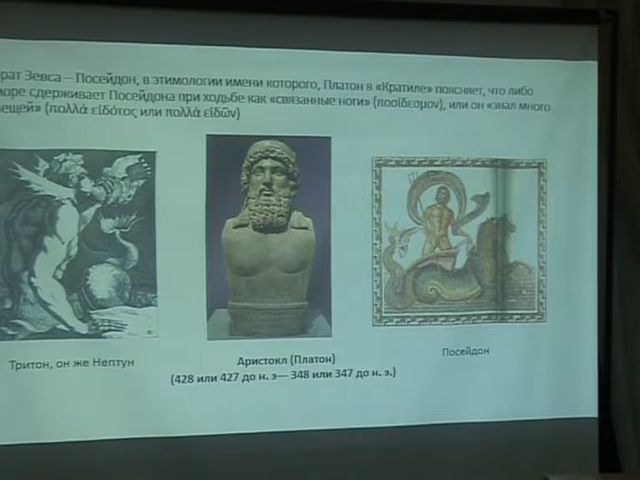 рат Зевса – Посейдон, в этимологии имени которого, Платон в «Кратиле» поясняет, что либо
море сдерживает Посейдона при ходьбе как «связанные ноги» (ποσίδεσμον), или он «знал много
вещей» (πολλά εἰδότος или πολλά εἰδῶν)
Тритон, он же Нептун
Аристокл (Платон)
(428 или 427 до н. э— 348 или 347 до н. э.)
Посейдон